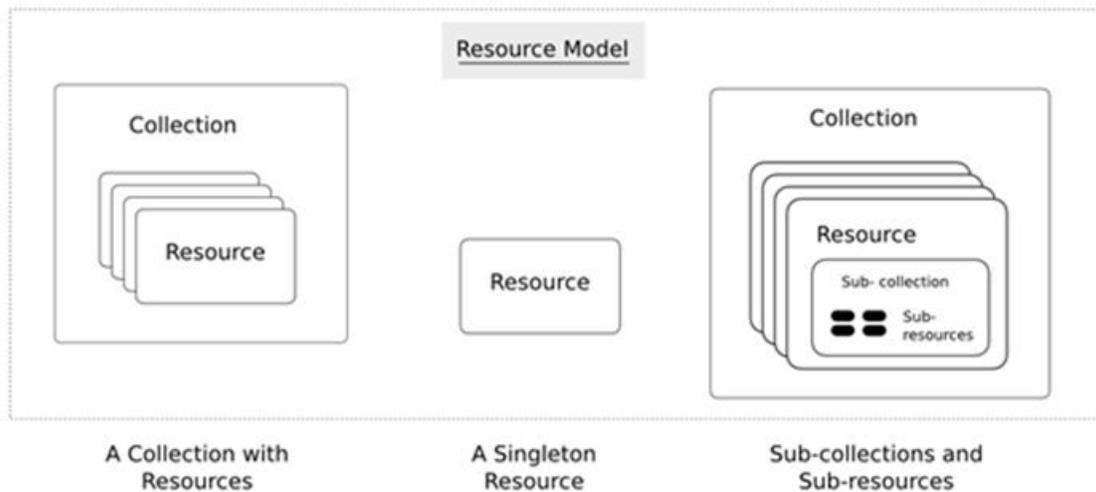 Resource Model
Collection
Resource
Resource
Collection
Resource
Sub- collection
Sub-
resources
A Collection with
Resources
A Singleton
Resource
Sub-collections and
Sub-resources